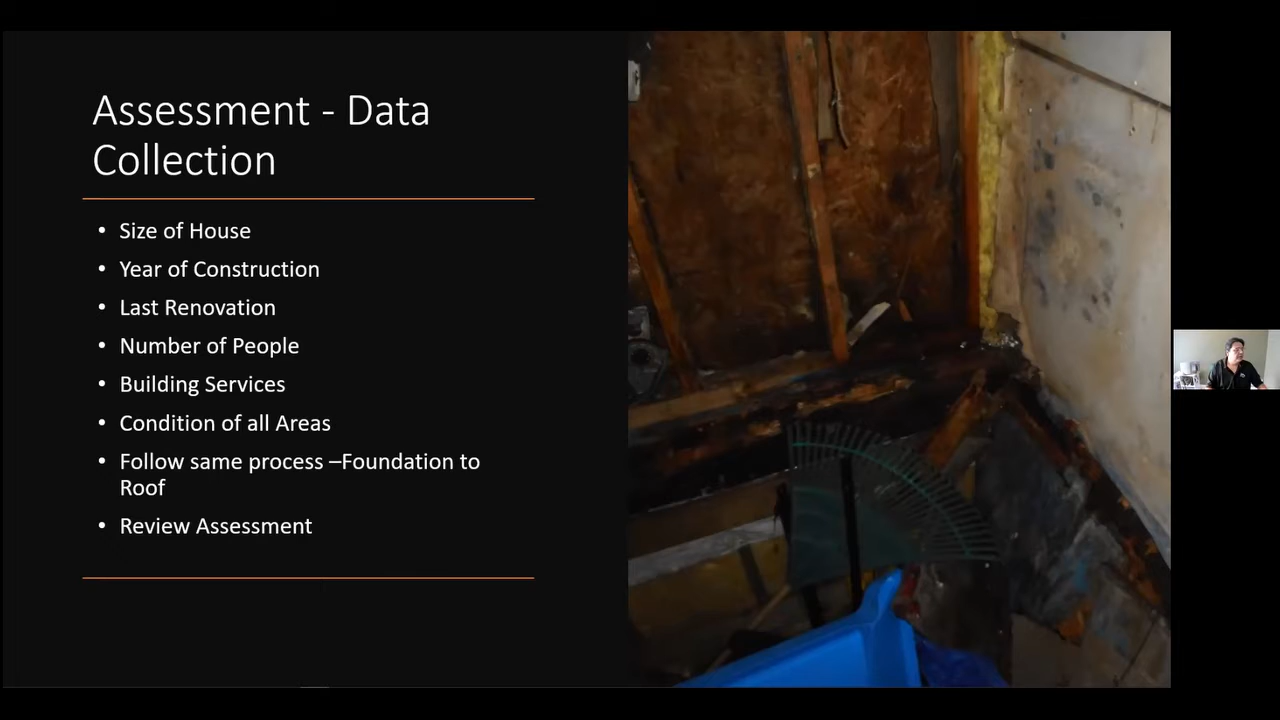 Assessment - Data
Collection
• Size of House
• Year of Construction
• Last Renovation
• Number of People
• Building Services
• Condition of all Areas
• Follow same process –Foundation to
Roof
• Review Assessment